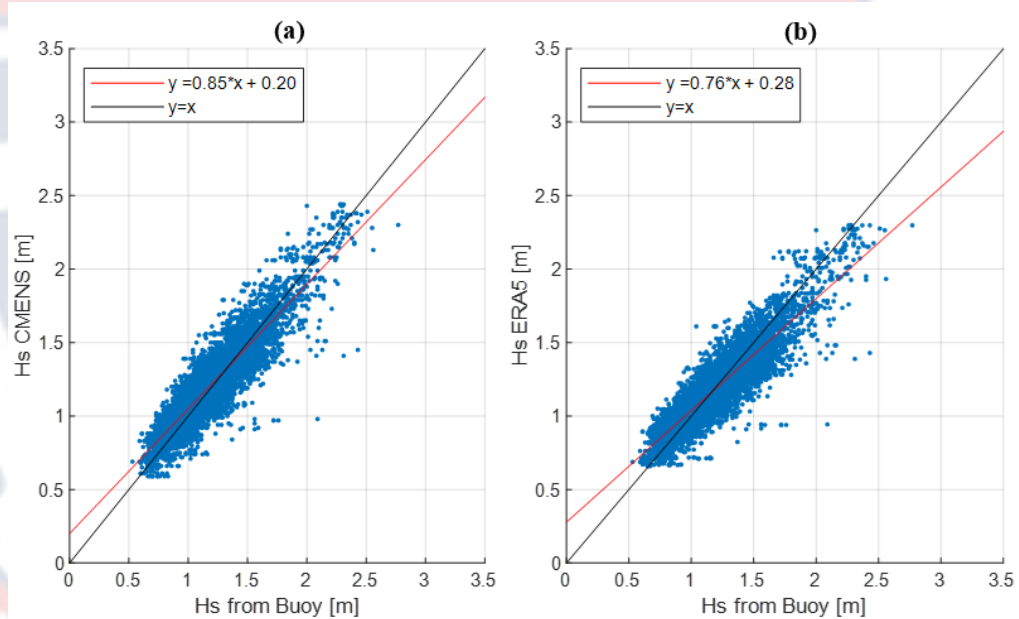 (a)
y =0.85*x + 0.20
y=x
3.5
3
2.5
2
1.5
1
0.5
0
Hs CMENS [m]
0 0.5 1 1.5 2 2.5 3 3.5
Hs from Buoy [m]
(b)
y =0.76*x + 0.28
y=x
3.5
3
2.5
2
1.5
1
0.5
0
Hs ERA5 [m]
0 0.5 1 1.5 2 2.5 3 3.5
Hs from Buoy [m]